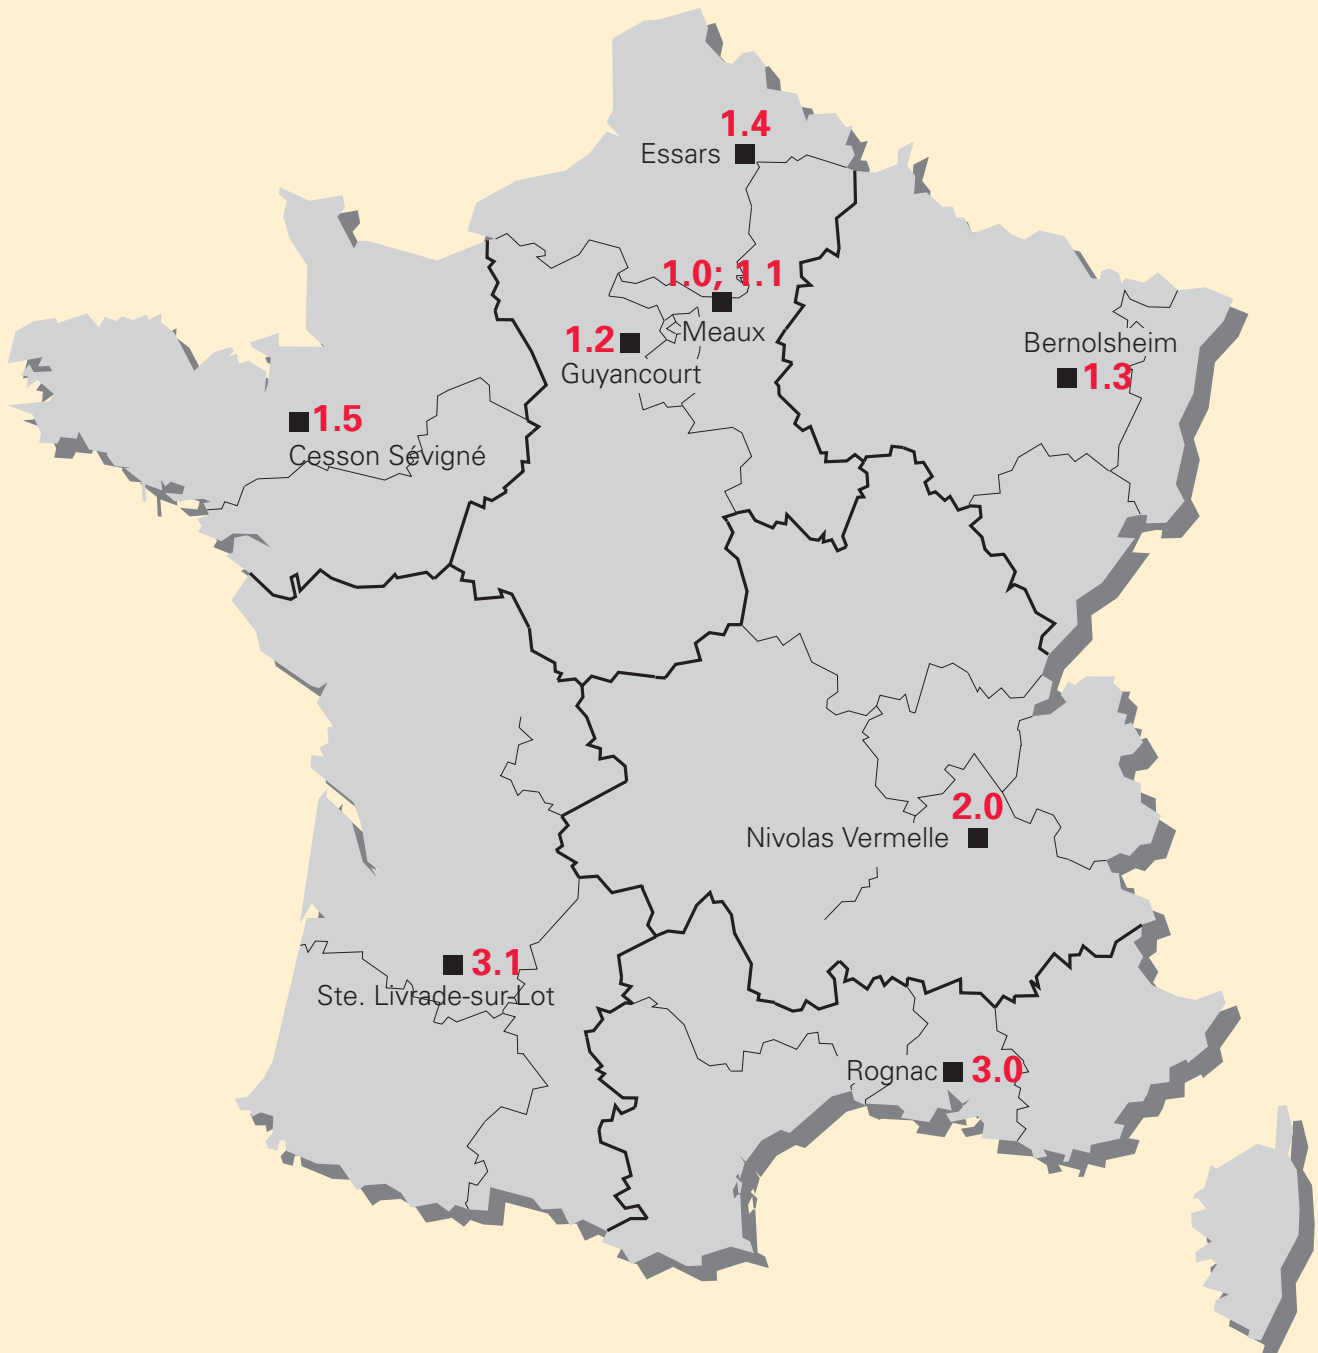 1.4
Essars
1.0; 1.1
Meaux
1.2
Guyancourt
Bernolsheim
1.3
1.5
Cesson Sévigné
2.0
Nivolas Vermelle
3.1
Ste. Livrade-sur-Lot
Rognac 3.0